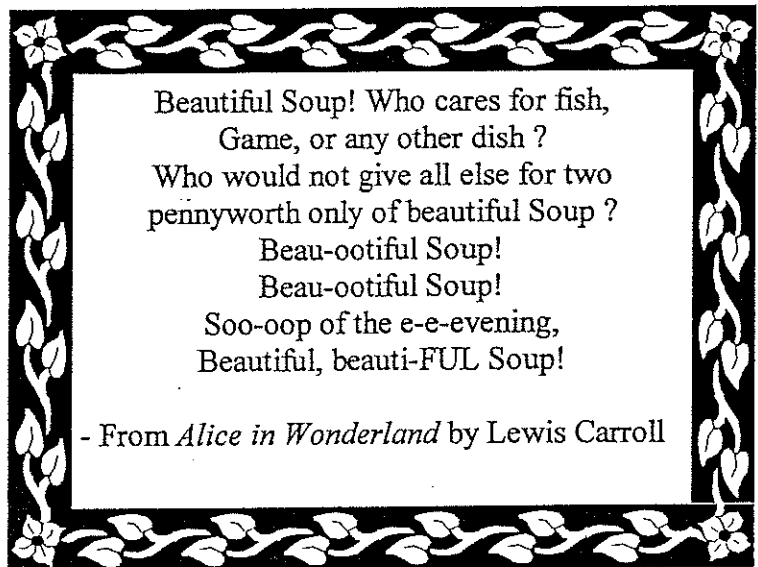 Beautiful Soup! Who cares for fish,
Game, or any other dish ?
Who would not give all else for two
pennyworth only of beautiful Soup ?
Beau-ootiful Soup!
Beau-ootiful Soup!
Soo-oop of the e-e-evening,
Beautiful, beauti-FUL Soup!
- From Alice in Wonderland by Lewis Carroll